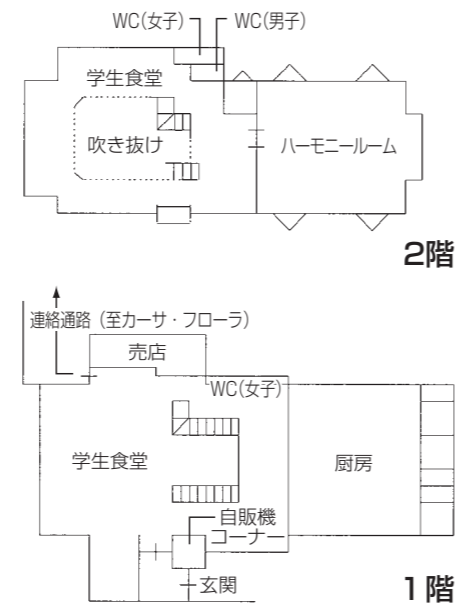 WC(女子)
WC(男子)
学生食堂
吹き抜け
ハーモニールーム
2階
連絡通路(至カーサ・フローラ)
売店
WC(女子)
学生食堂
厨房
自販機
コーナー
玄関
1階